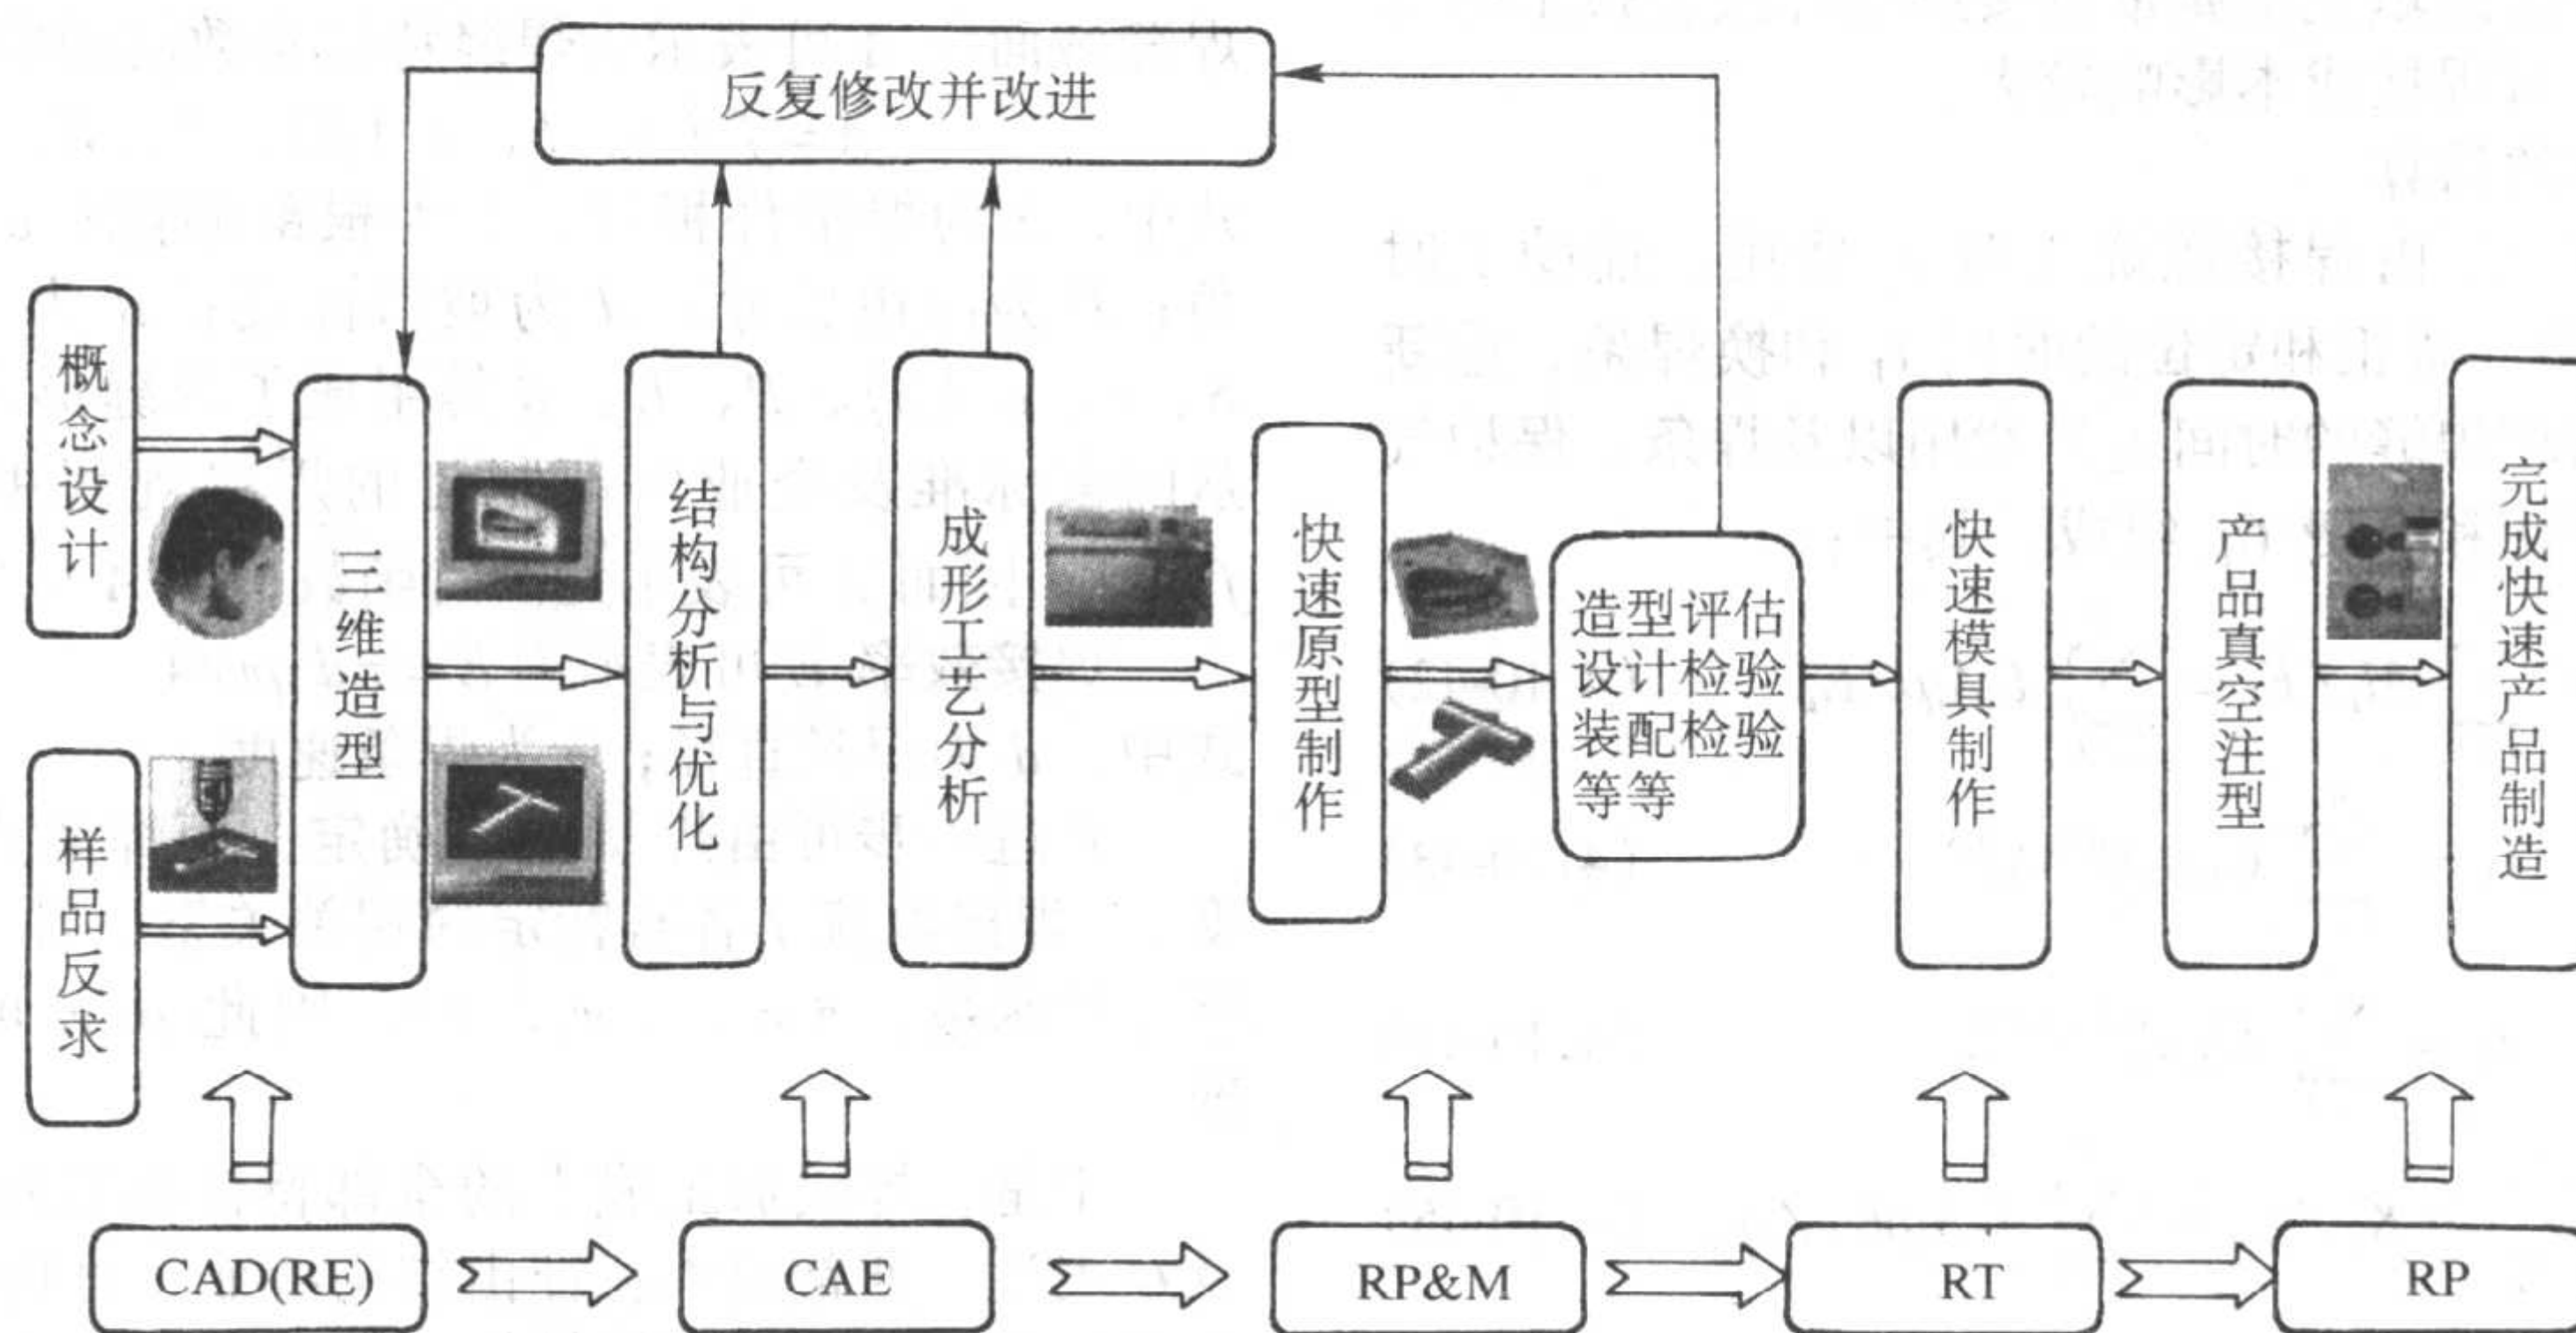 反复修改并改进
概念设计
样品反求
三维造型
结构分析与优化
成形工艺分析
快速原型制作
造型评估
设计检验
装配检验
等等
快速模具制作
产品真空注型
完成快速产品制造
CAD(RE)
CAE
RP&M
RT
RP